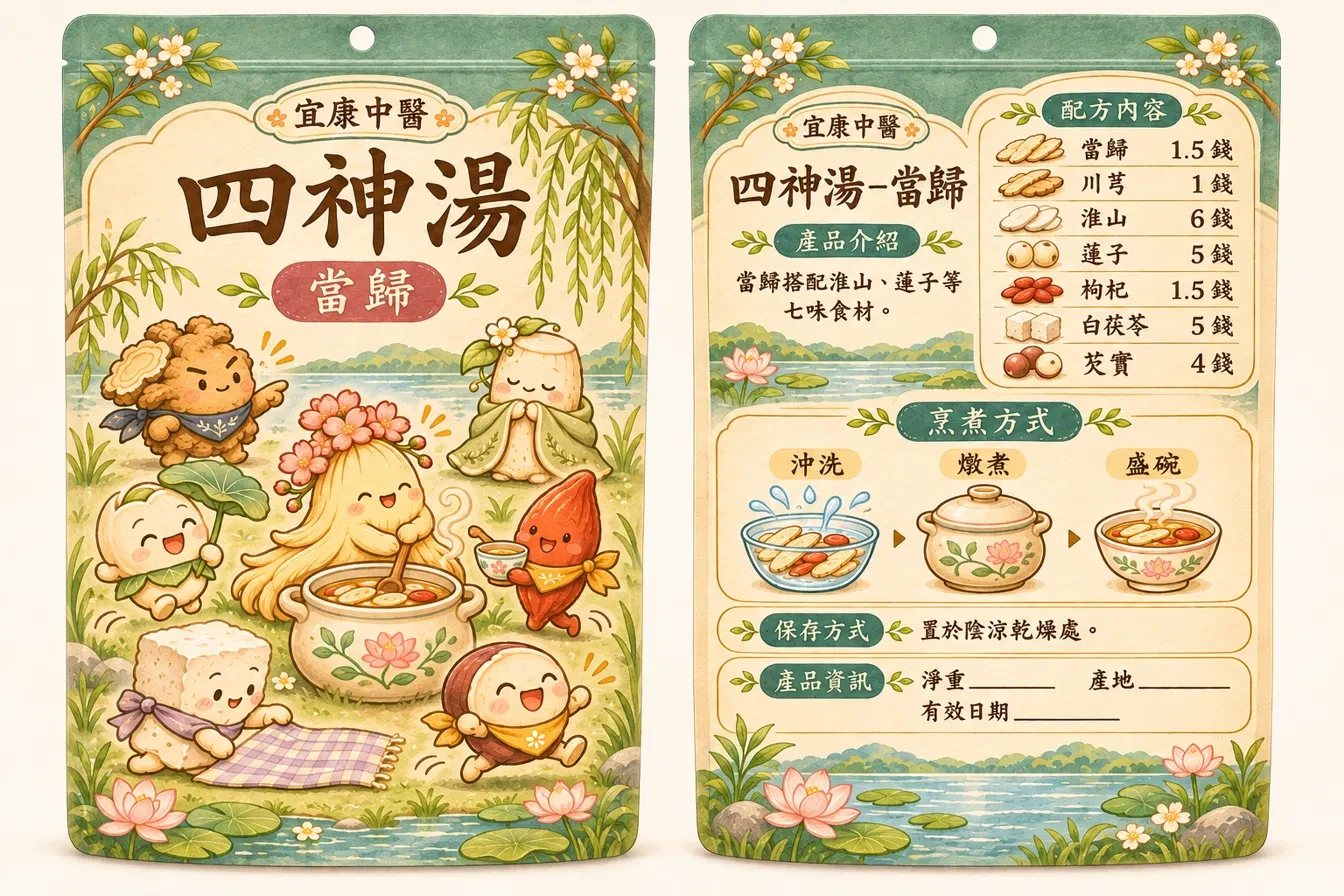 宜康中醫
四神湯
當歸
宜康中醫
四神湯-當歸
產品介紹
當歸搭配淮山、蓮子等
七味食材。
配方內容
當歸 1.5 錢
川芎 1 錢
淮山 6 錢
蓮子 5 錢
枸杞 1.5 錢
白茯苓 5 錢
芡實 4 錢
烹煮方式
沖洗 燉煮 盛碗
保存方式 置於陰涼乾燥處。
產品資訊 淨重 產地
有效日期